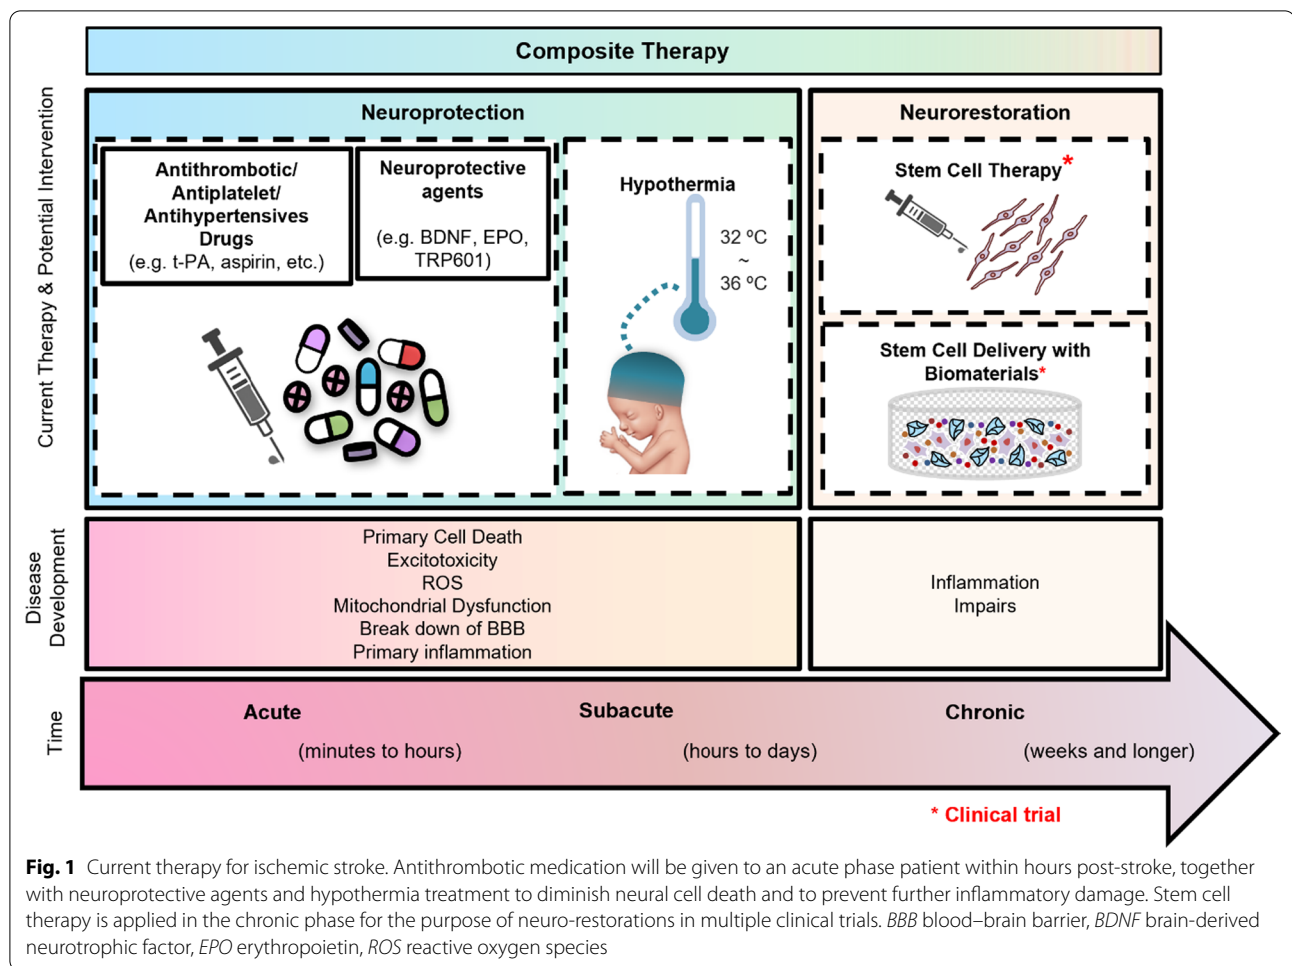 Composite Therapy
Current Therapy & Potential Intervention
Neuroprotection
Antithrombotic/
Antiplatelet/
Antihypertensives
Drugs
(e.g. t-PA, aspirin, etc.)
Neuroprotective
agents
(e.g. BDNF, EPO,
TRP601)
Hypothermia
32 ºC
~
36 ºC
Neurorestoration
Stem Cell Therapy*
Stem Cell Delivery with
Biomaterials*
Disease
Development
Primary Cell Death
Excitotoxicity
ROS
Mitochondrial Dysfunction
Break down of BBB
Primary inflammation
Inflammation
Impairs
Time
Acute
(minutes to hours)
Subacute
(hours to days)
Chronic
(weeks and longer)
* Clinical trial
Fig. 1 Current therapy for ischemic stroke. Antithrombotic medication will be given to an acute phase patient within hours post-stroke, together
with neuroprotective agents and hypothermia treatment to diminish neural cell death and to prevent further inflammatory damage. Stem cell
therapy is applied in the chronic phase for the purpose of neuro-restorations in multiple clinical trials. BBB blood–brain barrier, BDNF brain-derived
neurotrophic factor, EPO erythropoietin, ROS reactive oxygen species